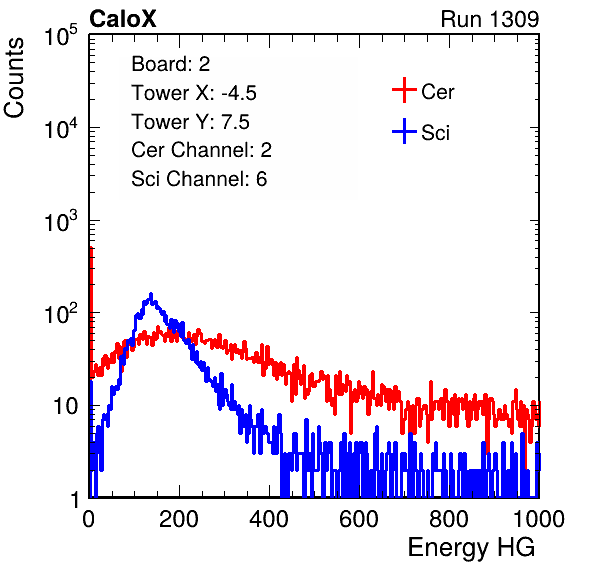 CaloX Run 1309
Counts
10^5
10^4
10^3
10^2
10
1
Board: 2
Tower X: -4.5
Tower Y: 7.5
Cer Channel: 2
Sci Channel: 6
Cer
Sci
0 200 400 600 800 1000
Energy HG